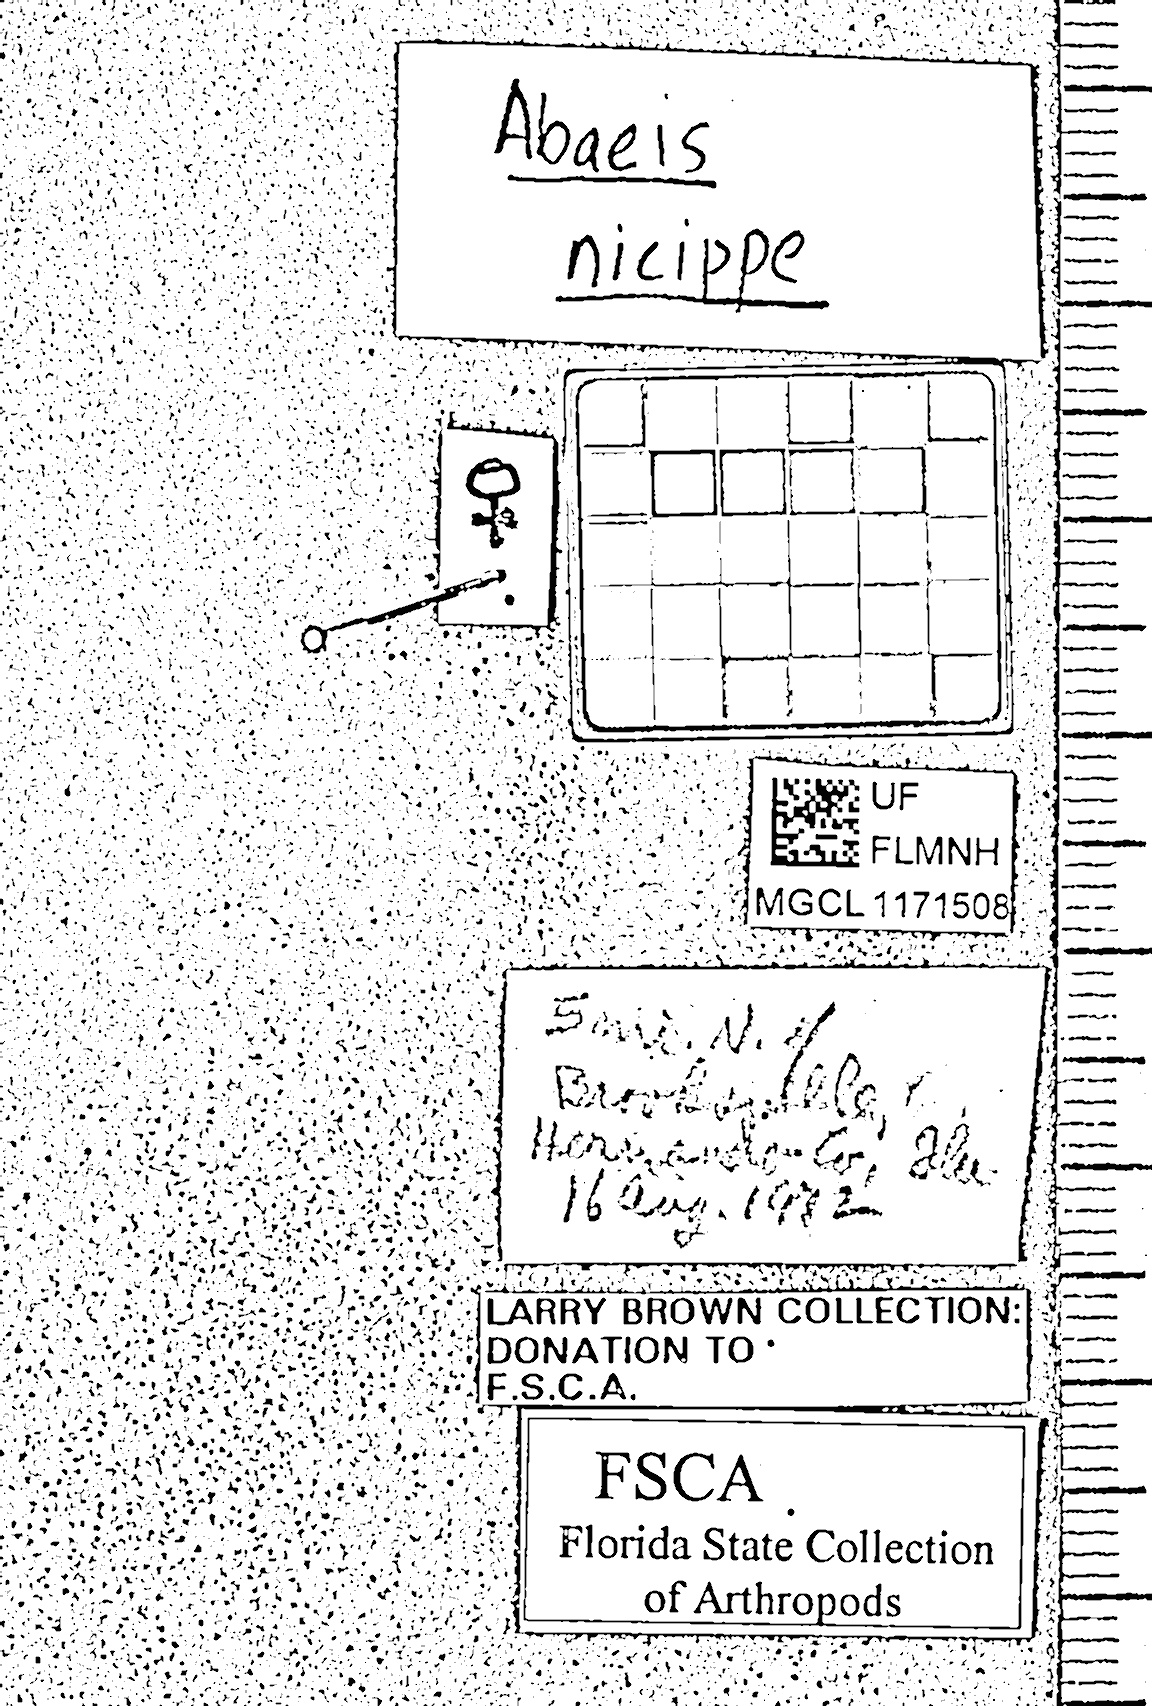 Abaeis
nicippe
♀
UF
FLMNH
MGCL 1171508
5 mi. N. of
Brooksville,
Hernando Co., Fla
16 Aug. 1982
LARRY BROWN COLLECTION:
DONATION TO
F.S.C.A.
FSCA
Florida State Collection
of Arthropods